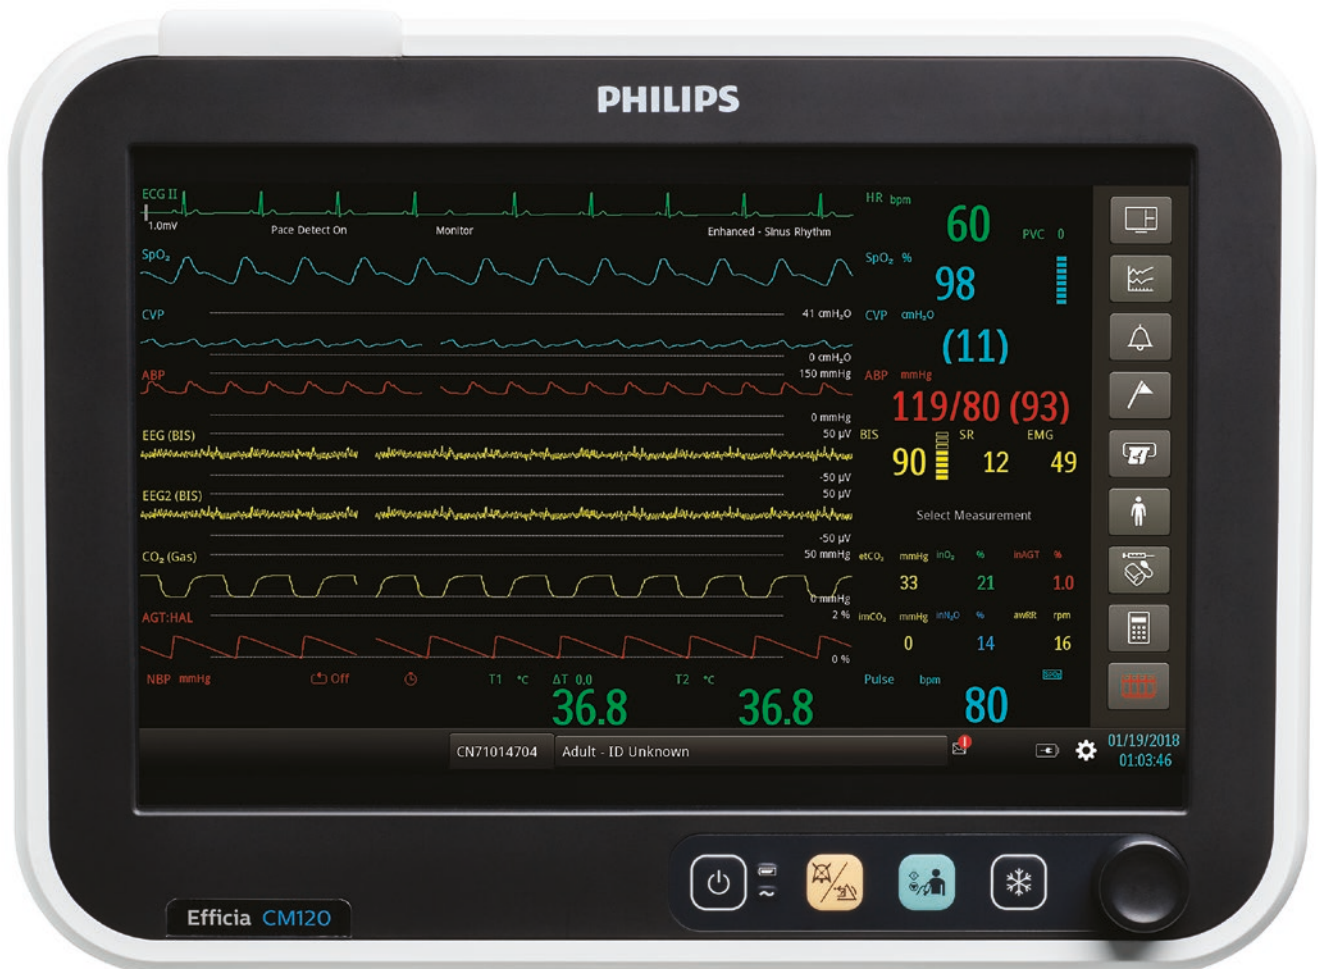 PHILIPS
ECG II
1.0mV
Pace Detect On
Monitor
Enhanced - Sinus Rhythm
HR bpm
60
PVC 0
SpO₂
SpO₂ %
98
CVP
41 cmH₂O
0 cmH₂O
CVP cmH₂O
(11)
ABP
150 mmHg
0 mmHg
ABP mmHg
119/80 (93)
EEG (BIS)
50 µV
-50 µV
BIS
90
SR
12
EMG
49
EEG2 (BIS)
50 µV
-50 µV
Select Measurement
CO₂ (Gas)
50 mmHg
0 mmHg
etCO₂ mmHg inO₂ % inAGT %
33 21 1.0
AGT:HAL
2 %
0 %
imCO₂ mmHg inN₂O % awRR rpm
0 14 16
NBP mmHg
Off
T1 °C
ΔT 0.0
36.8
T2 °C
36.8
Pulse bpm
80
CN71014704
Adult - ID Unknown
01/19/2018
01:03:46
Efficia CM120